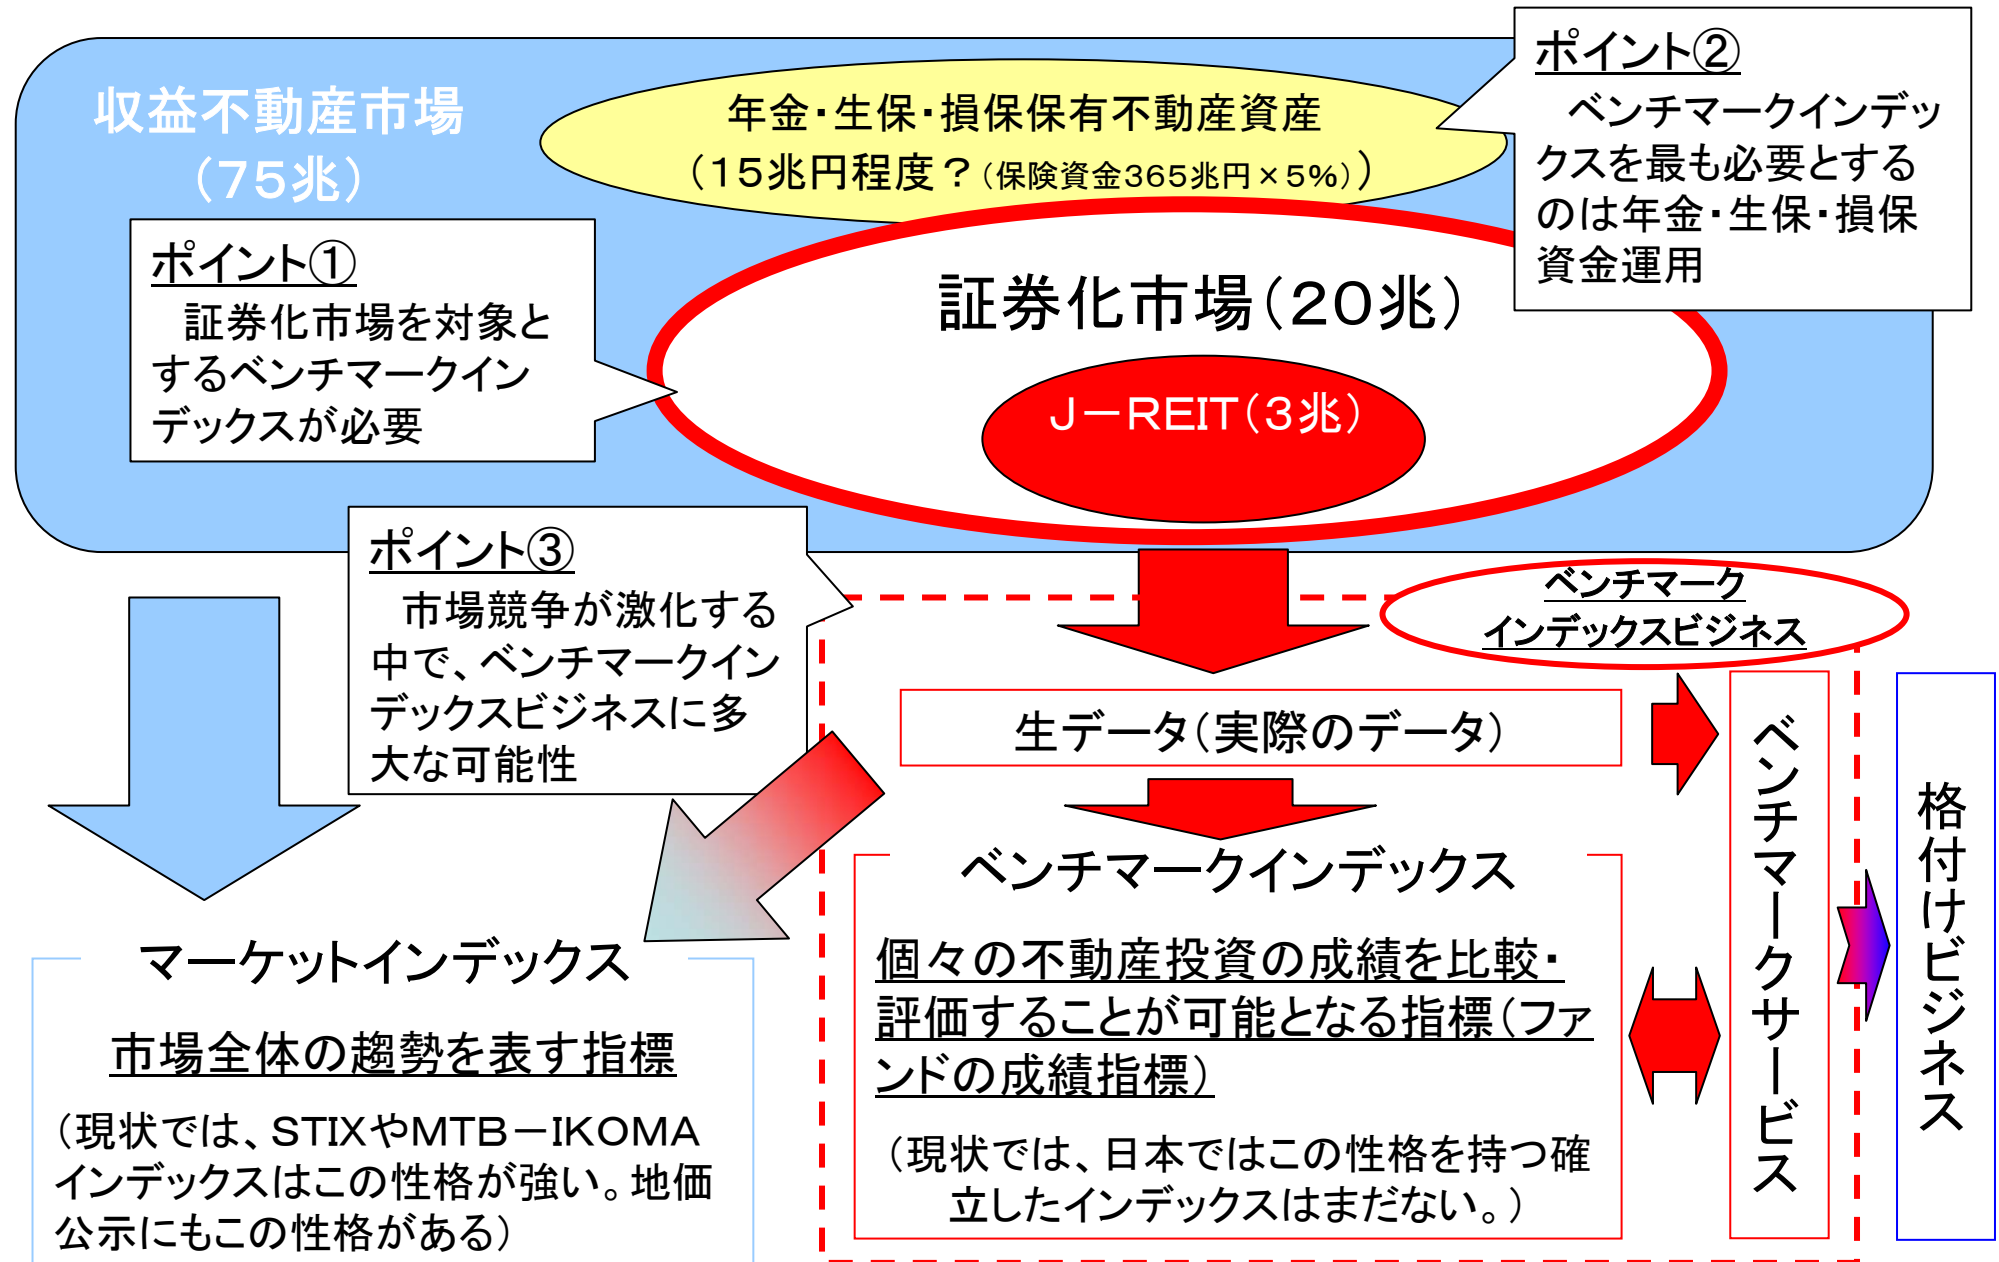 収益不動産市場
（75兆）
年金・生保・損保保有不動産資産
（15兆円程度？（保険資金365兆円×5%））
ポイント②
ベンチマークインデッ
クスを最も必要とする
のは年金・生保・損保
資金運用
ポイント①
証券化市場を対象と
するベンチマークイン
デックスが必要
証券化市場（20兆）
J－REIT（3兆）
ポイント③
市場競争が激化する
中で、ベンチマークイン
デックスビジネスに多
大な可能性
ベンチマーク
インデックスビジネス
生データ（実際のデータ）
ベンチマークインデックス
個々の不動産投資の成績を比較・
評価することが可能となる指標（ファ
ンドの成績指標）
（現状では、日本ではこの性格を持つ確
立したインデックスはまだない。）
ベンチマークサービス
格付けビジネス
マーケットインデックス
市場全体の趨勢を表す指標
（現状では、STIXやMTB－IKOMA
インデックスはこの性格が強い。地価
公示にもこの性格がある）